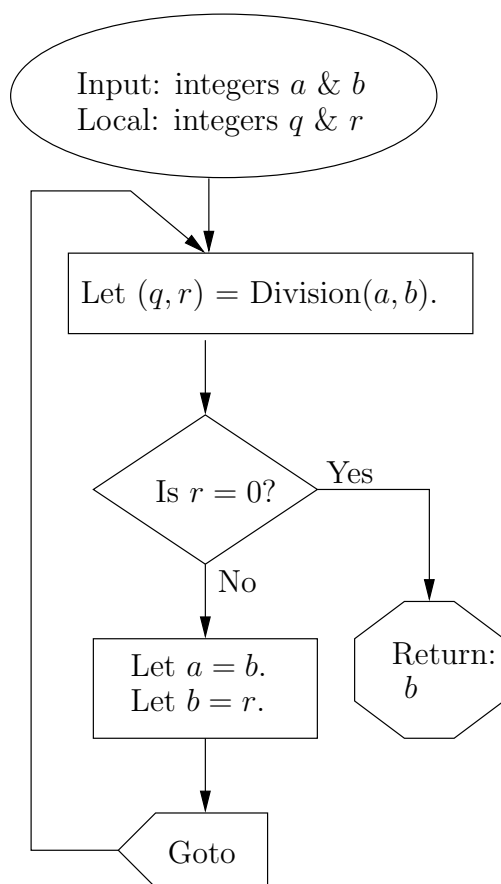 Input: integers a & b
Local: integers q & r
Let (q, r) = Division(a, b).
Is r = 0?
Yes
No
Let a = b.
Let b = r.
Return:
b
Goto